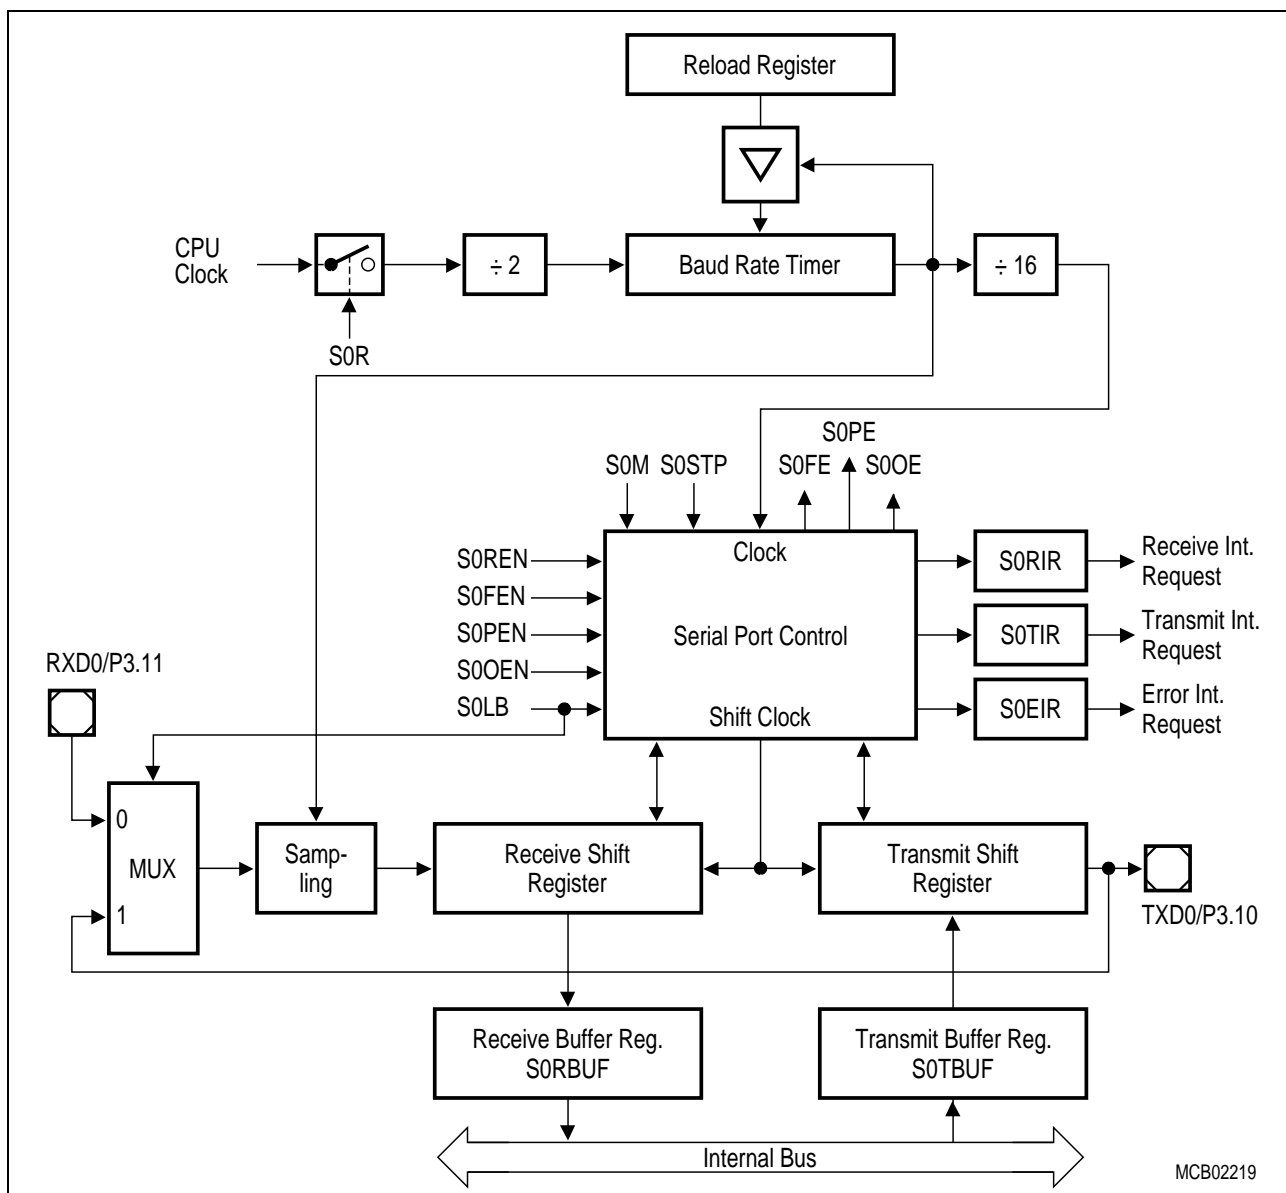 Reload Register
CPU
Clock
÷ 2
Baud Rate Timer
÷ 16
S0R
S0PE
S0M
S0STP
S0FE
S0OE
Clock
Serial Port Control
Shift Clock
S0REN
S0FEN
S0PEN
S0OEN
S0LB
S0RIR
Receive Int.
Request
S0TIR
Transmit Int.
Request
S0EIR
Error Int.
Request
RXD0/P3.11
0
MUX
1
Samp-
ling
Receive Shift
Register
Transmit Shift
Register
TXD0/P3.10
Receive Buffer Reg.
S0RBUF
Transmit Buffer Reg.
S0TBUF
Internal Bus
MCB02219